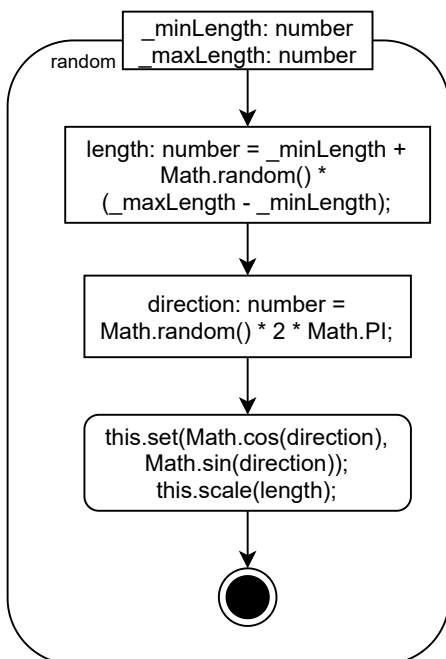 _minLength: number
_maxLength: number
random
length: number = _minLength +
Math.random() *
(_maxLength - _minLength);
direction: number =
Math.random() * 2 * Math.PI;
this.set(Math.cos(direction),
Math.sin(direction));
this.scale(length);